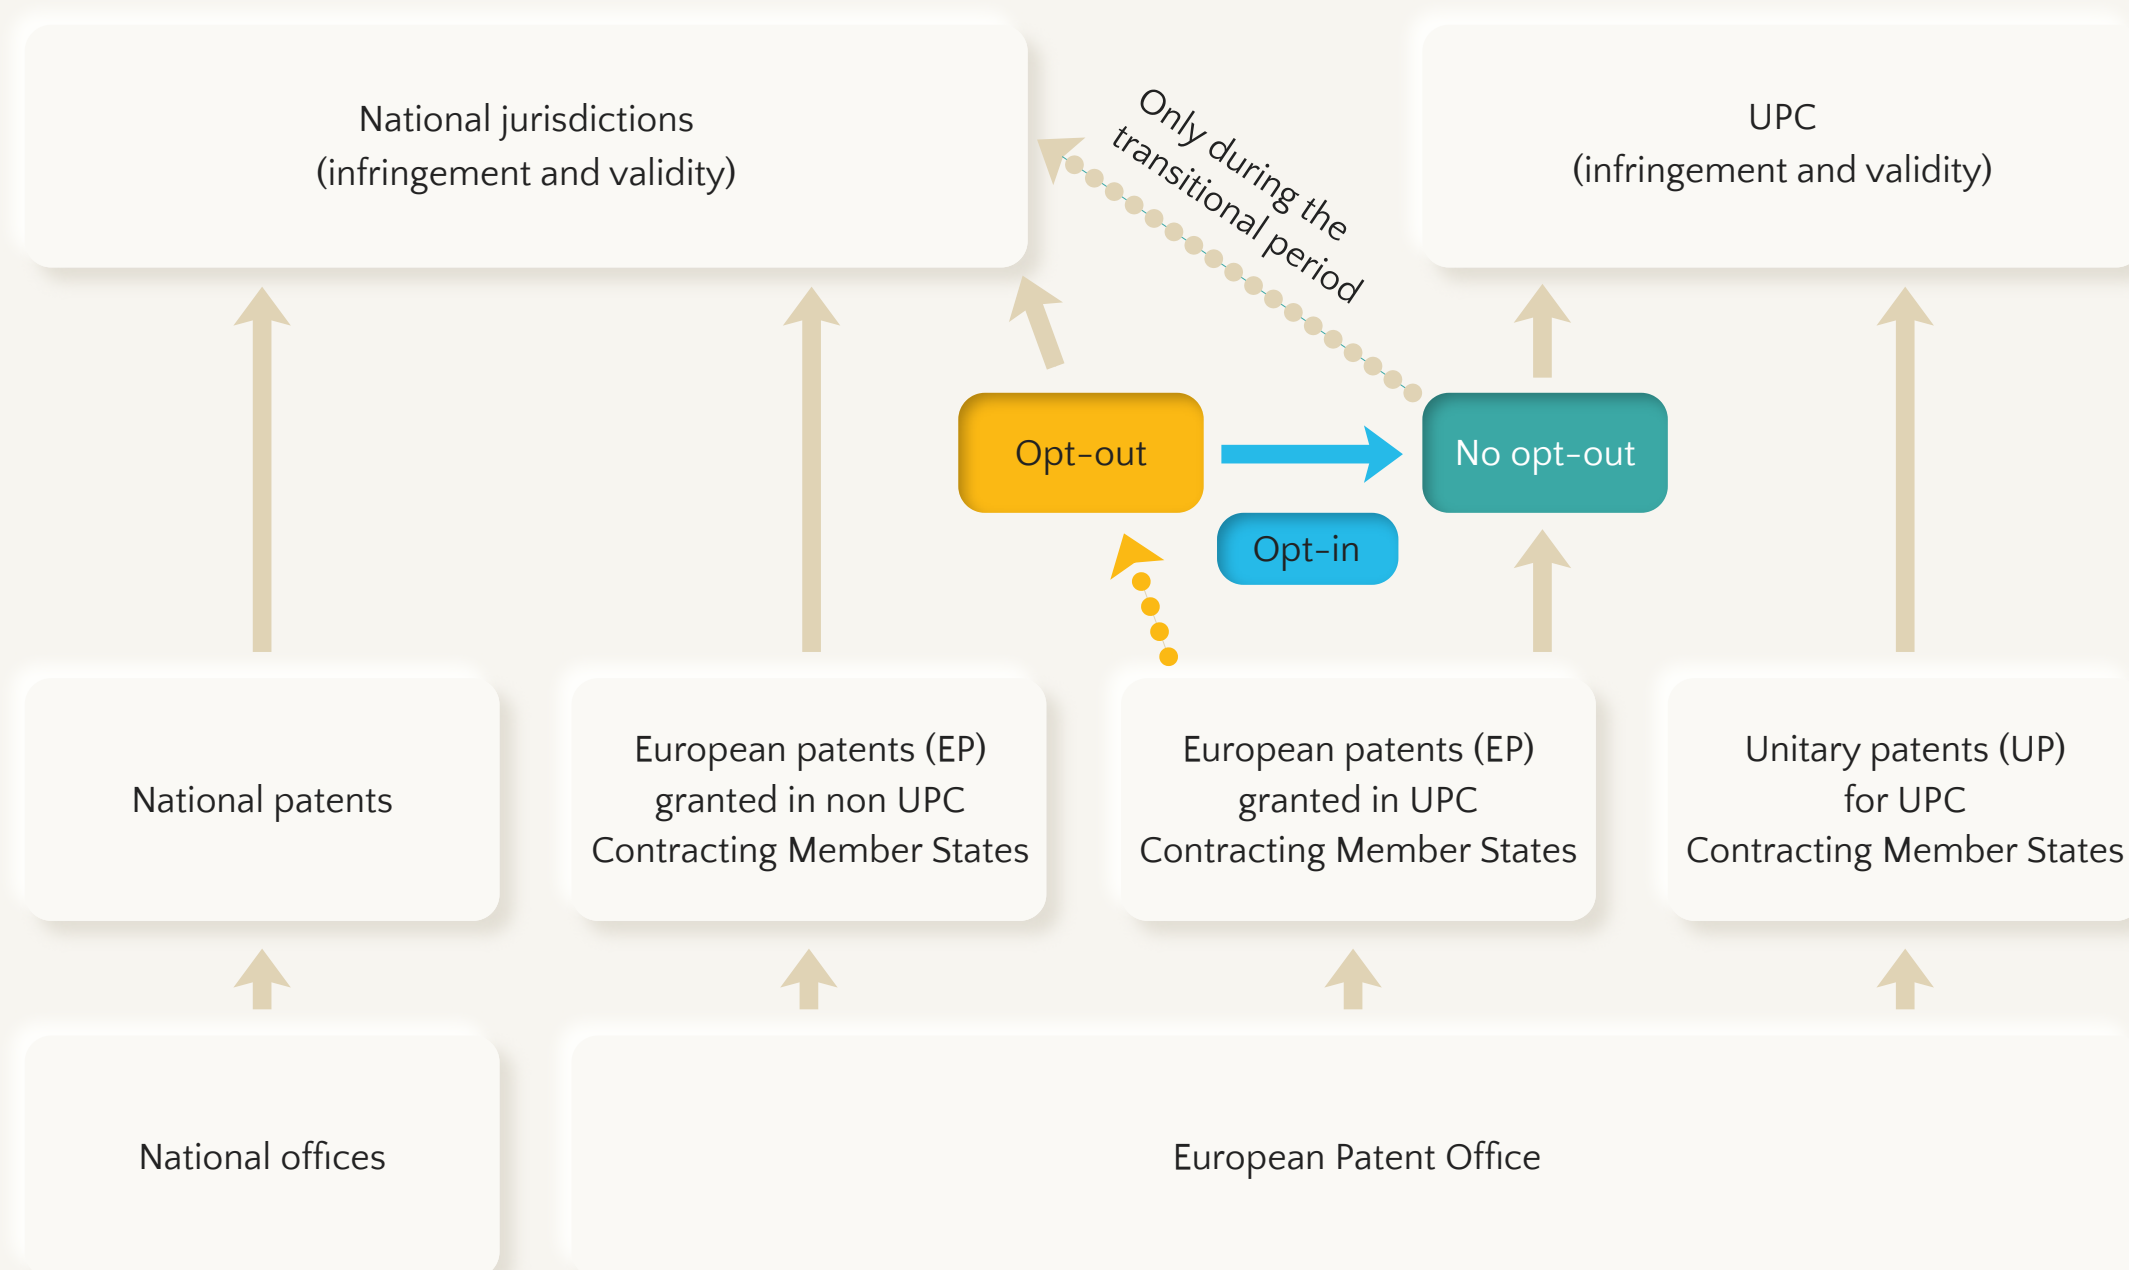 National jurisdictions
(infringement and validity)
Only during the
transitional period
UPC
(infringement and validity)
Opt-out
No opt-out
Opt-in
National patents
European patents (EP)
granted in non UPC
Contracting Member States
European patents (EP)
granted in UPC
Contracting Member States
Unitary patents (UP)
for UPC
Contracting Member States
National offices
European Patent Office